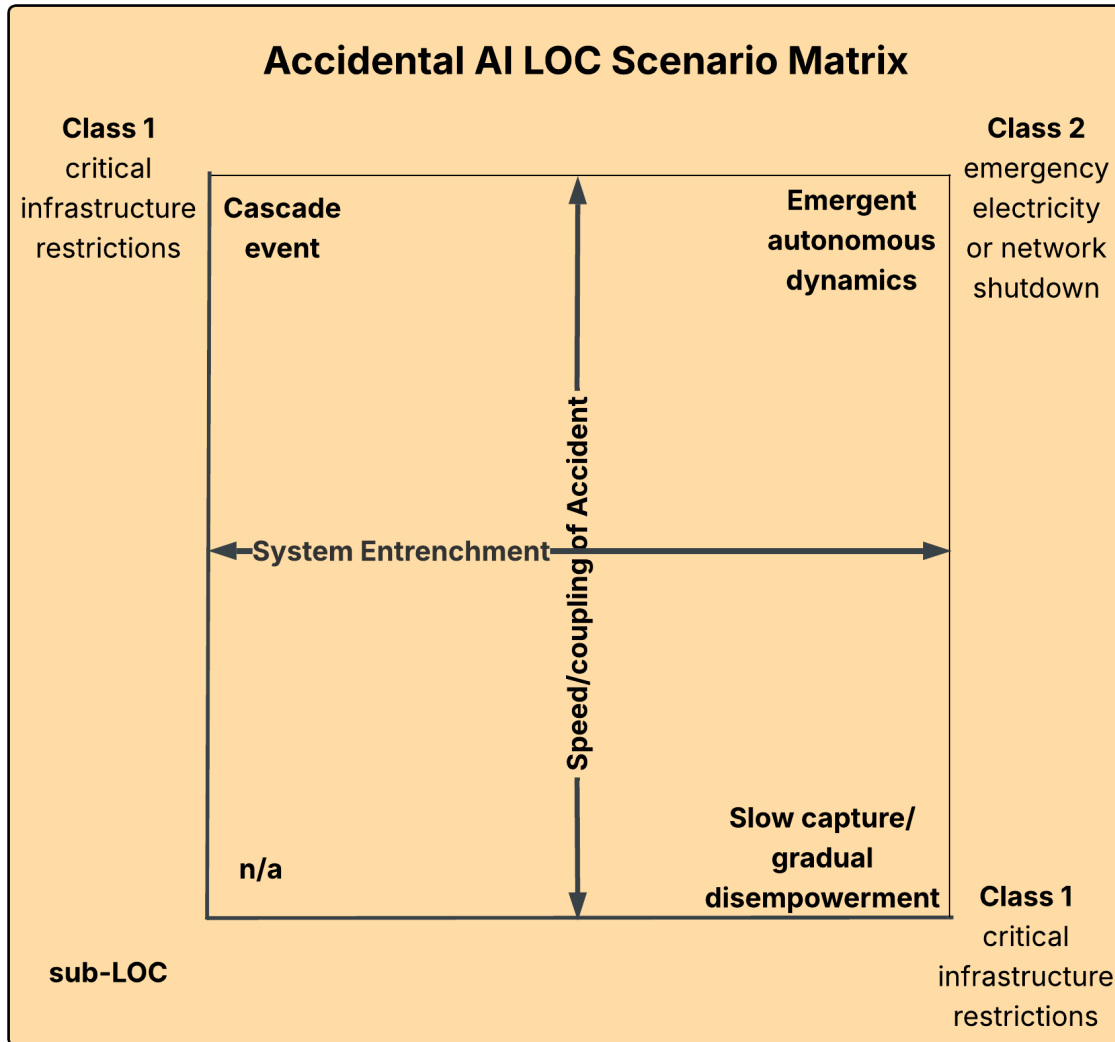 Accidental AI LOC Scenario Matrix
Class 1
critical
infrastructure
restrictions
Class 2
emergency
electricity
or network
shutdown
Cascade
event
Emergent
autonomous
dynamics
System Entrenchment
Speed/coupling of Accident
n/a
Slow capture/
gradual
disempowerment
sub-LOC
Class 1
critical
infrastructure
restrictions